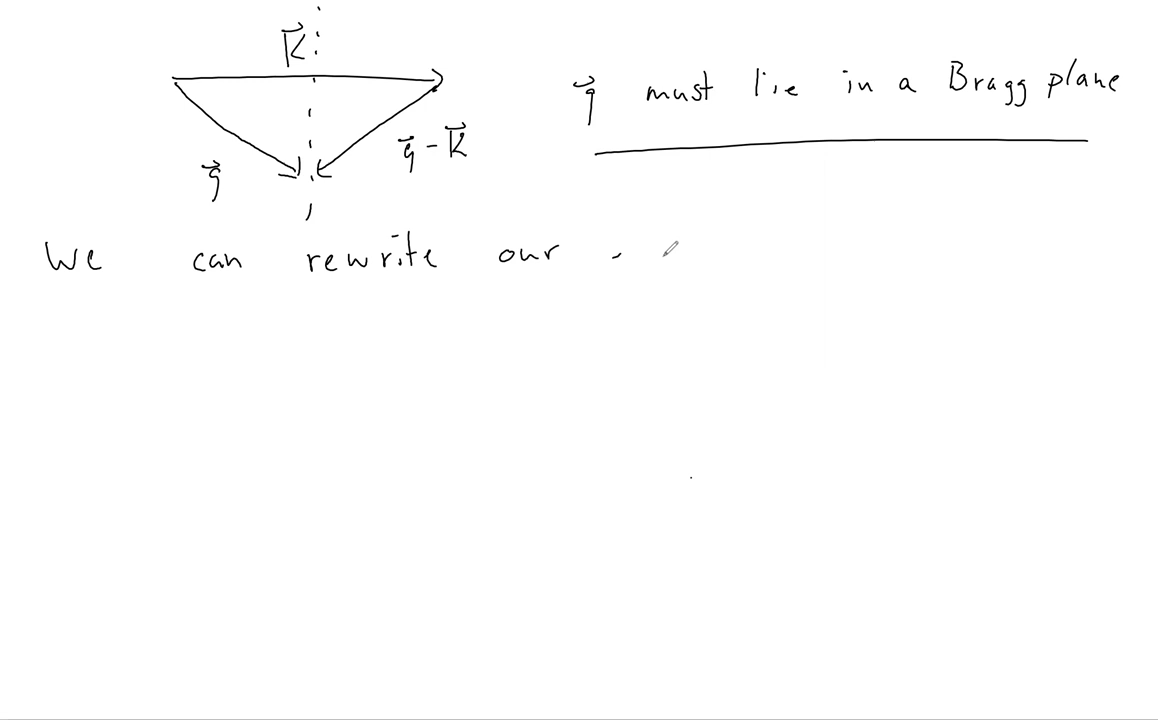 K⃗
q⃗ must lie in a Bragg plane
q⃗ - K⃗
q⃗
We can rewrite our